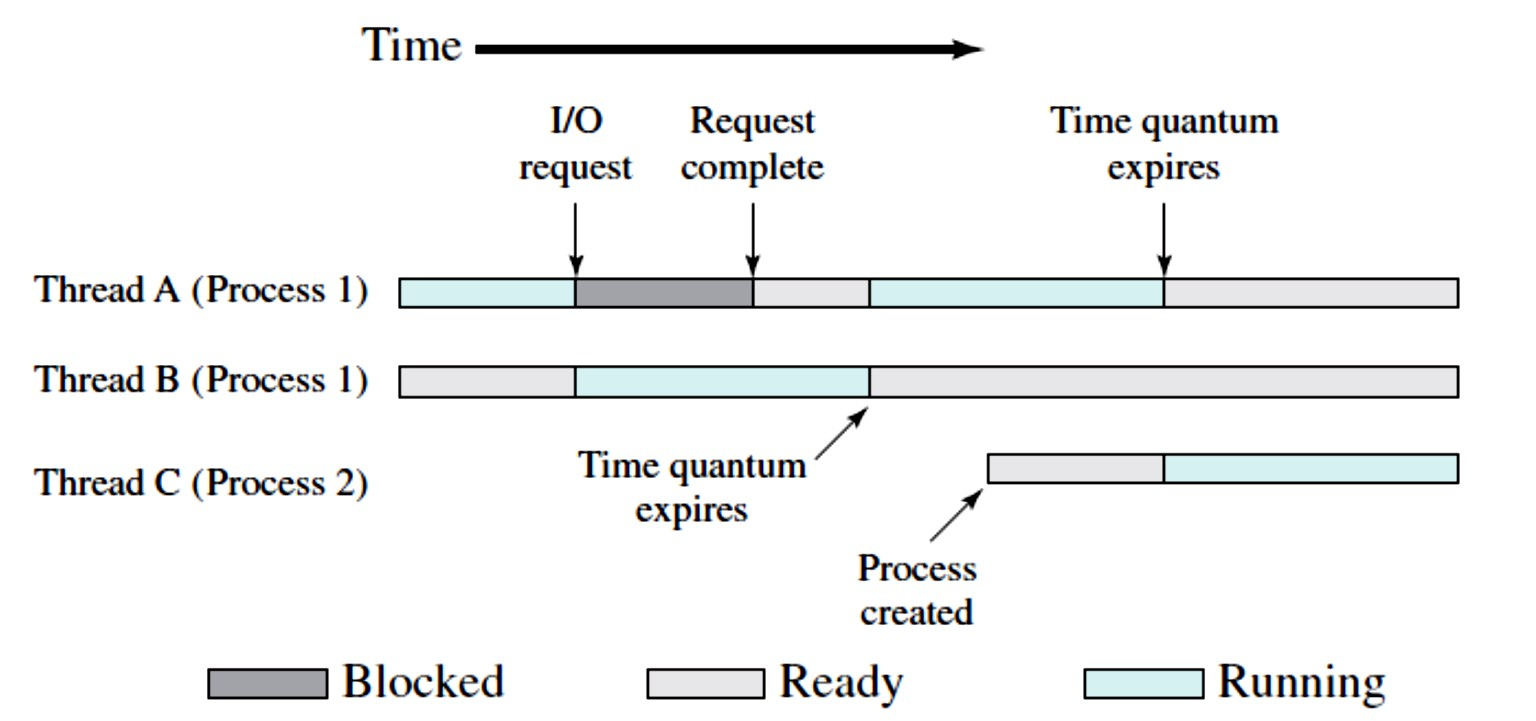 Time
I/O
request
Request
complete
Time quantum
expires
Thread A (Process 1)
Thread B (Process 1)
Time quantum
expires
Thread C (Process 2)
Process
created
Blocked
Ready
Running